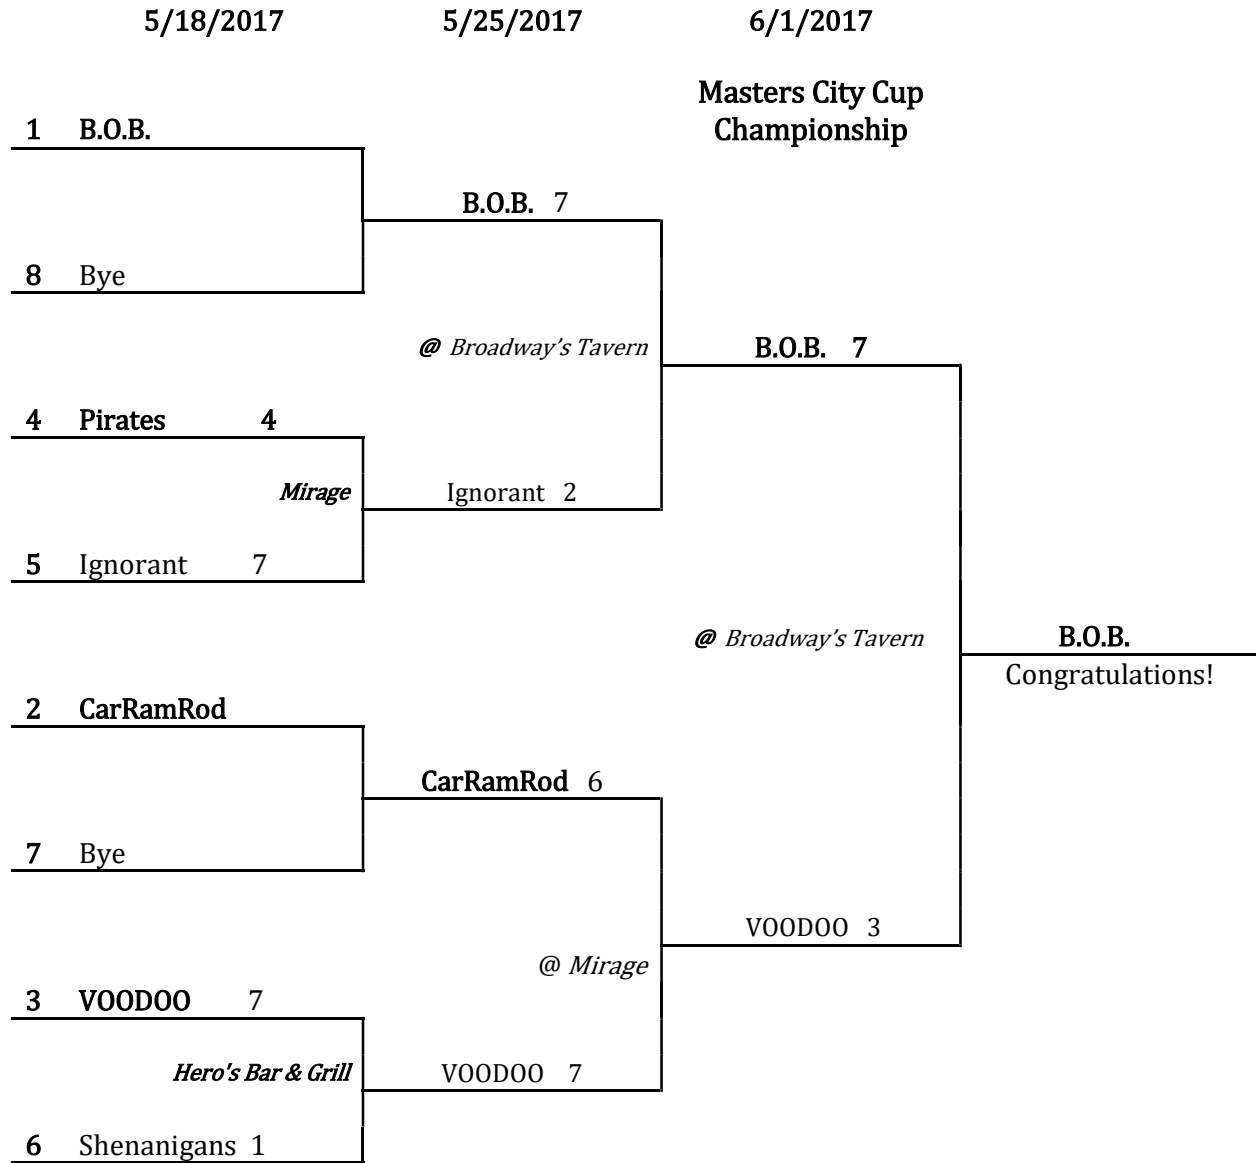 5/18/2017 5/25/2017 6/1/2017
Masters City Cup
Championship
1 B.O.B.
B.O.B. 7
8 Bye
@ Broadway's Tavern
B.O.B. 7
4 Pirates 4
Mirage
Ignorant 2
5 Ignorant 7
@ Broadway's Tavern
B.O.B.
Congratulations!
2 CarRamRod
CarRamRod 6
7 Bye
VOODOO 3
@ Mirage
3 VOODOO 7
Hero's Bar & Grill
VOODOO 7
6 Shenanigans 1